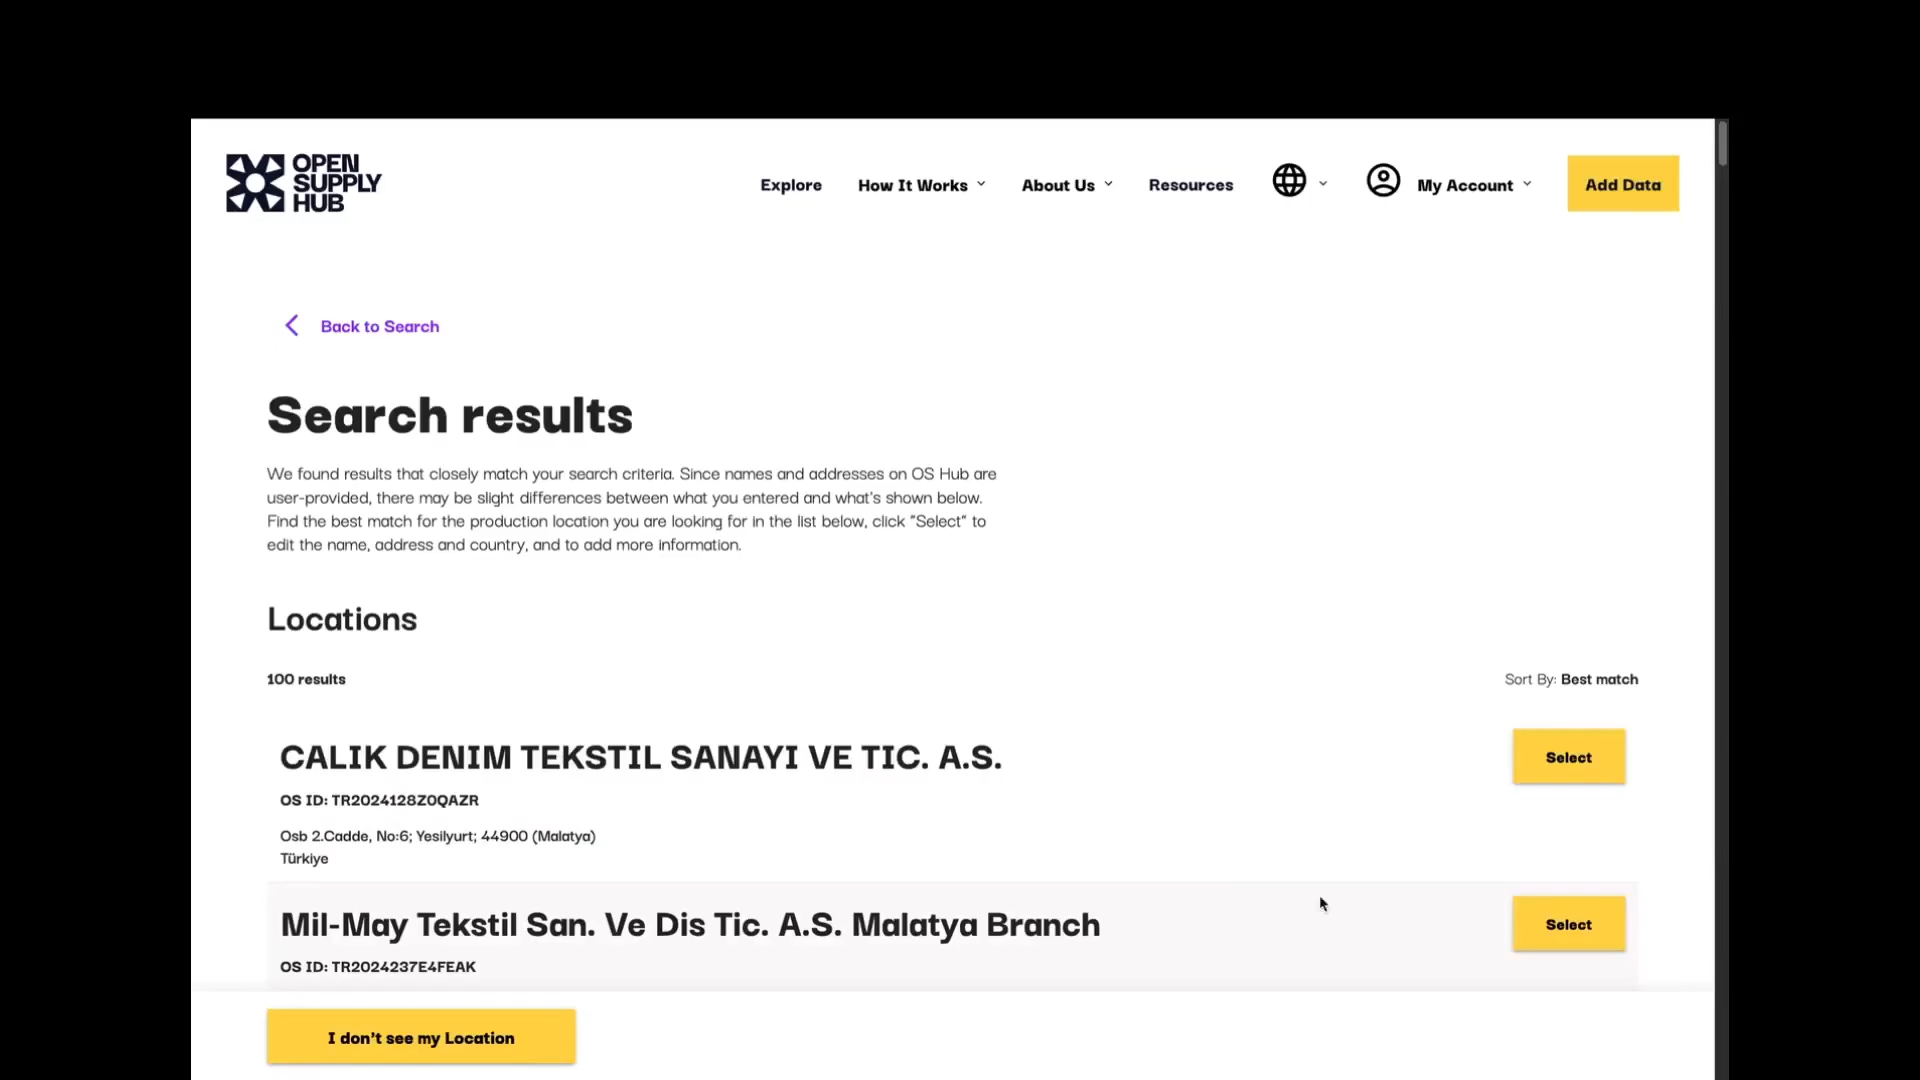 OPEN
SUPPLY
HUB
Explore
How It Works
About Us
Resources
My Account
Add Data
Back to Search
Search results
We found results that closely match your search criteria. Since names and addresses on OS Hub are
user-provided, there may be slight differences between what you entered and what's shown below.
Find the best match for the production location you are looking for in the list below, click "Select" to
edit the name, address and country, and to add more information.
Locations
100 results
Sort By: Best match
CALIK DENIM TEKSTIL SANAYI VE TIC. A.S.
Select
OS ID: TR2024128Z0QAZR
Osb 2.Cadde, No:6; Yesilyurt; 44900 (Malatya)
Türkiye
Mil-May Tekstil San. Ve Dis Tic. A.S. Malatya Branch
Select
OS ID: TR2024237E4FEAK
I don't see my Location